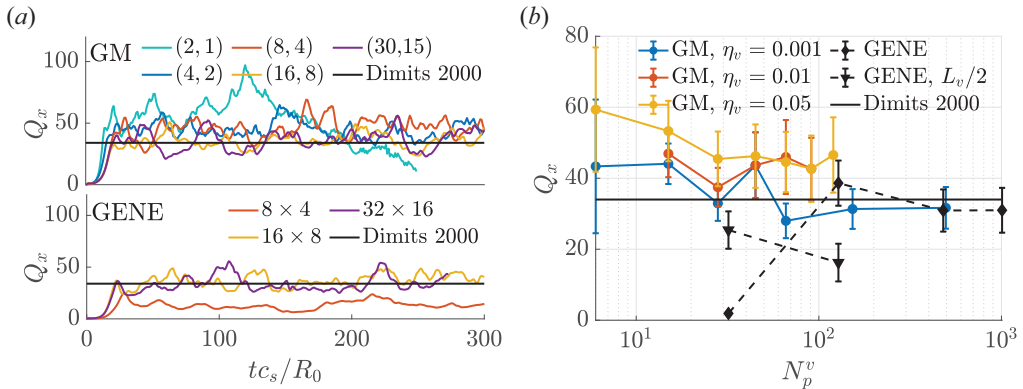 (a)
GM
(2, 1) (8, 4) (30,15)
(4, 2) (16, 8) Dimits 2000
100
50
0
Q_x
GENE
8 × 4 32 × 16
16 × 8 Dimits 2000
100
50
0
Q_x
0 100 200 300
tc_s/R_0
(b)
GM, η_v = 0.001 GENE
GM, η_v = 0.01 GENE, L_v/2
GM, η_v = 0.05 Dimits 2000
80
60
40
20
0
Q_x
10^1 10^2 10^3
N_p^v